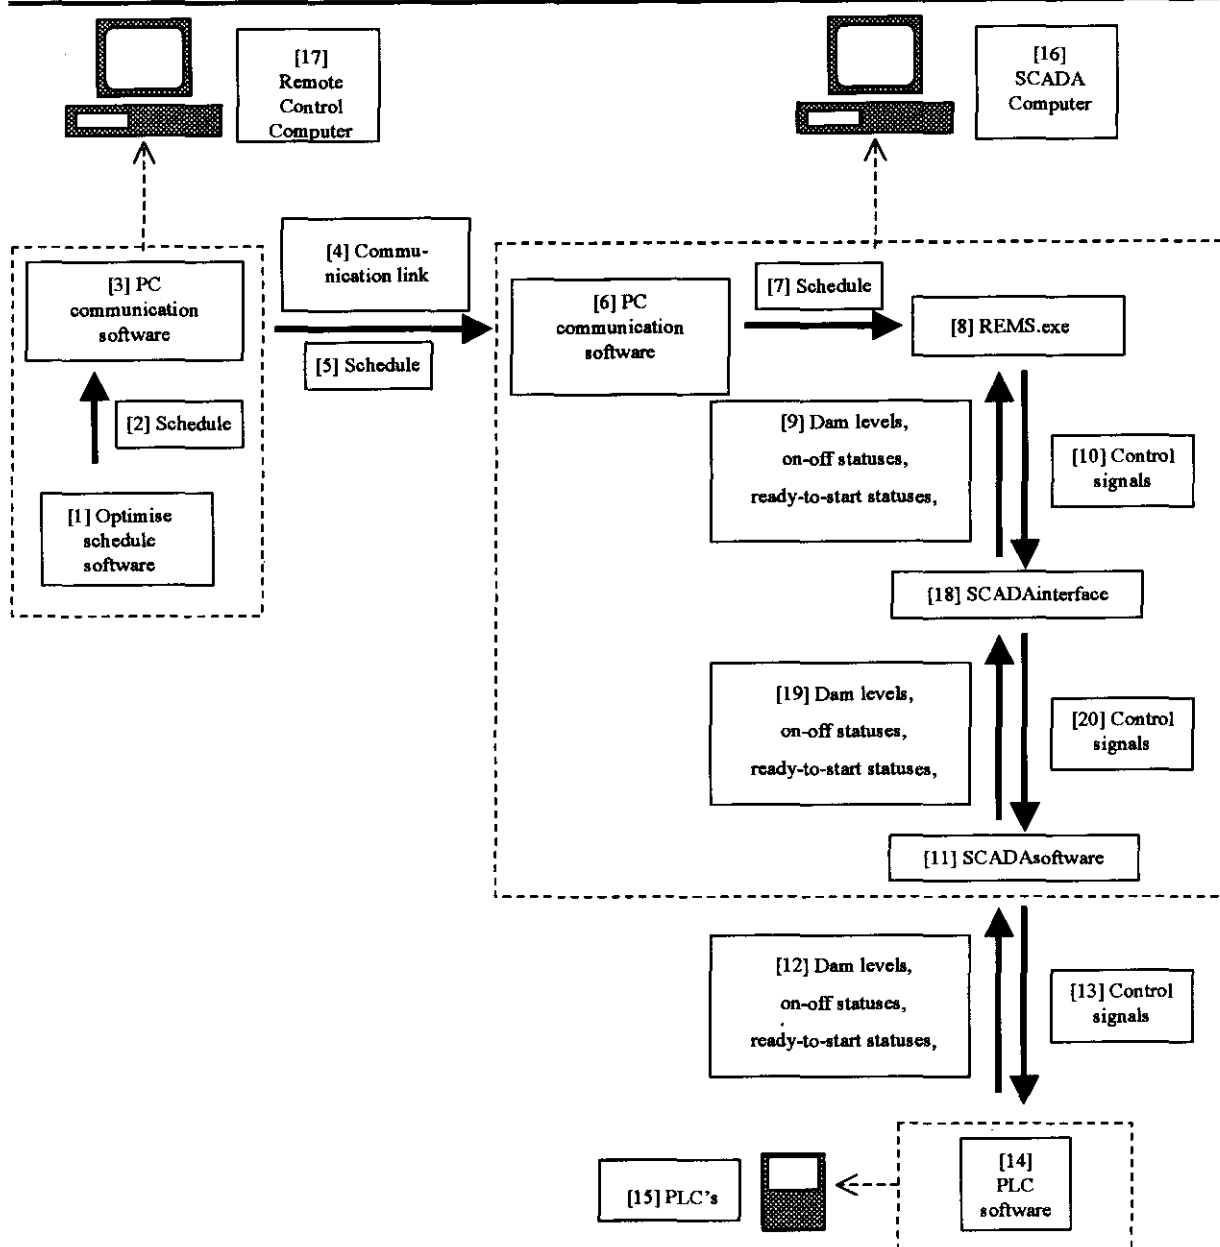 [17]
Remote
Control
Computer
[16]
SCADA
Computer
[4] Commu-
nication link
[3] PC
communication
software
[5] Schedule
[2] Schedule
[1] Optimise
schedule
software
[6] PC
communication
software
[7] Schedule
[8] REMS.exe
[9] Dam levels,
on-off statuses,
ready-to-start statuses,
[10] Control
signals
[18] SCADAinterface
[19] Dam levels,
on-off statuses,
ready-to-start statuses,
[20] Control
signals
[11] SCADAsoftware
[12] Dam levels,
on-off statuses,
ready-to-start statuses,
[13] Control
signals
[14]
PLC
software
[15] PLC's